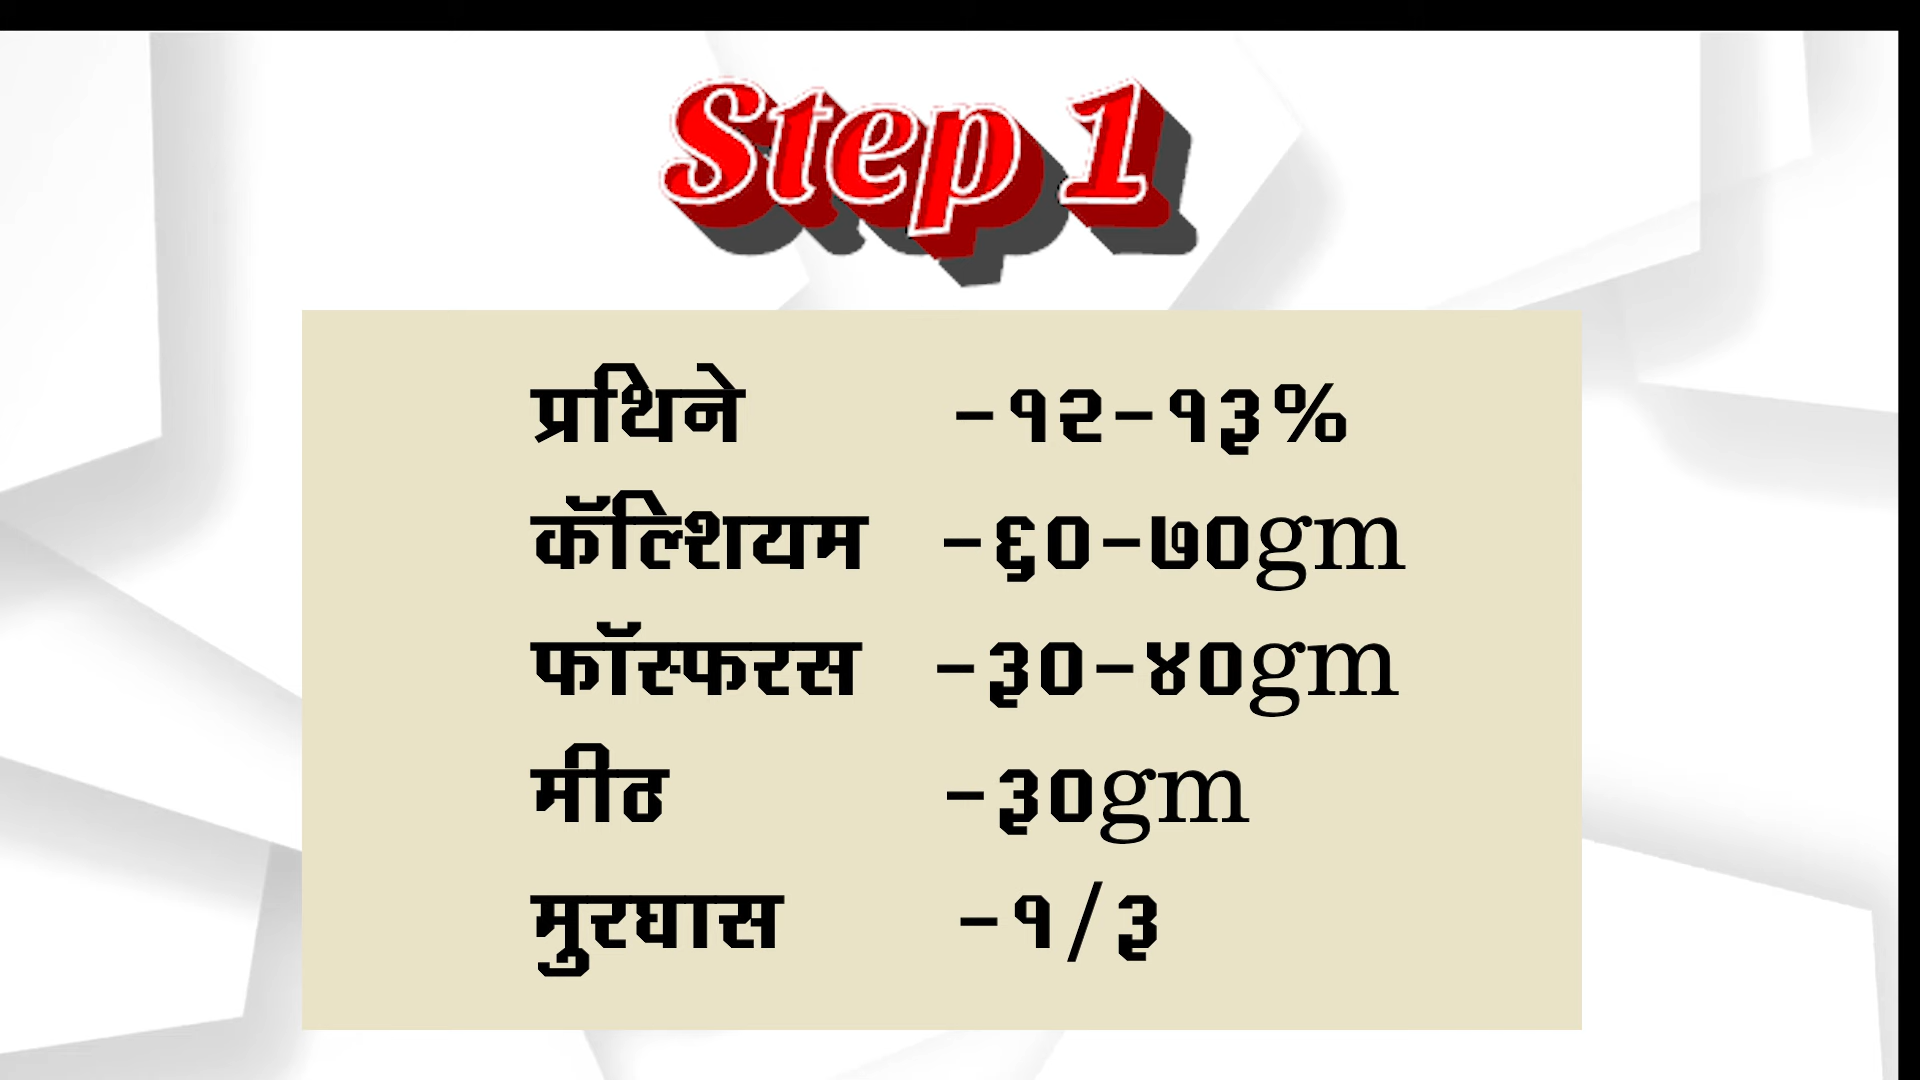 Step 1
प्रथिने -१२-१३%
कॅल्शियम -६०-७०gm
फॉस्फरस -३०-४०gm
मीठ -३०gm
मुरघास -१/३